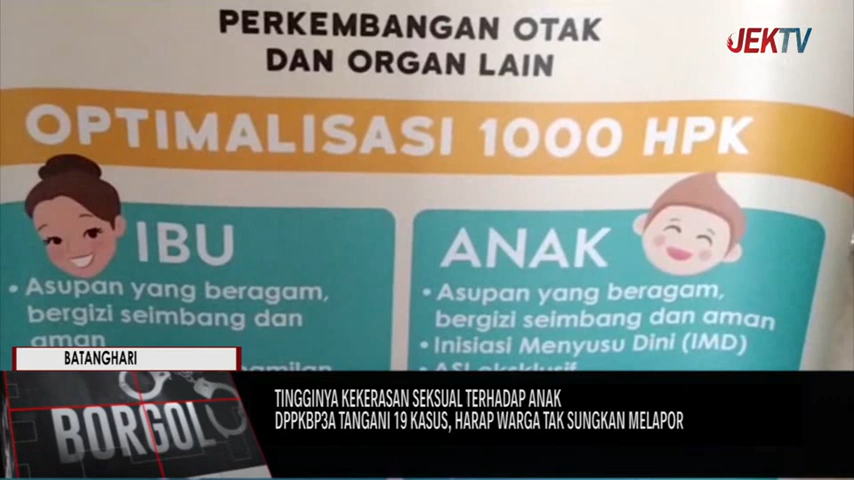 PERKEMBANGAN OTAK
DAN ORGAN LAIN
JEKTV
OPTIMALISASI 1000 HPK
IBU
• Asupan yang beragam,
bergizi seimbang dan
aman
ANAK
• Asupan yang beragam,
bergizi seimbang dan aman
• Inisiasi Menyusu Dini (IMD)
• ASI eksklusif
BATANGHARI
BORGOL
TINGGINYA KEKERASAN SEKSUAL TERHADAP ANAK
DPPKBP3A TANGANI 19 KASUS, HARAP WARGA TAK SUNGKAN MELAPOR